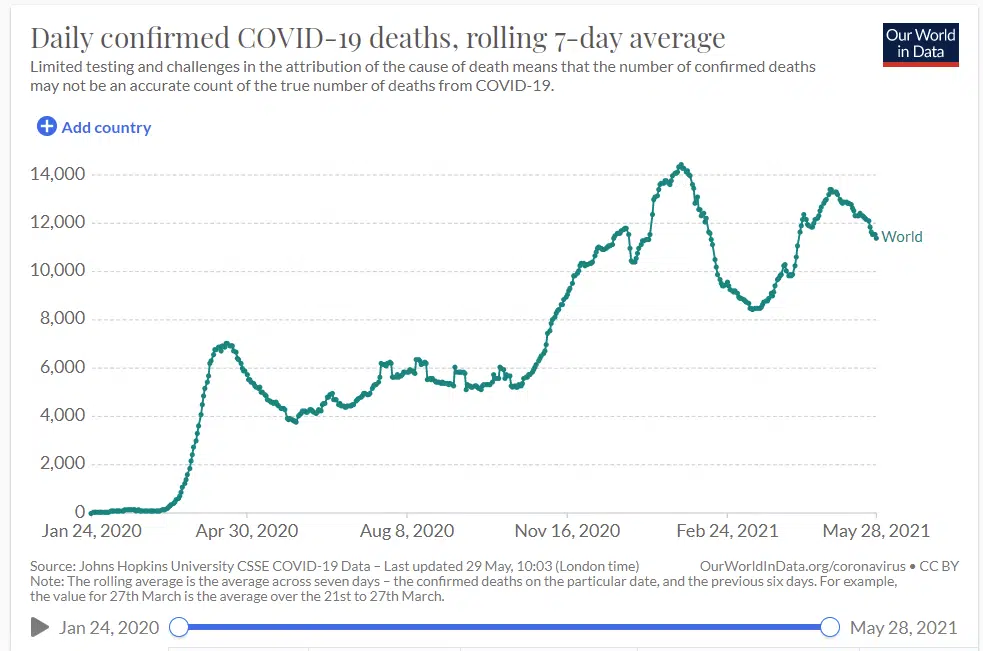 Daily confirmed COVID-19 deaths, rolling 7-day average
Our World
in Data
Limited testing and challenges in the attribution of the cause of death means that the number of confirmed deaths
may not be an accurate count of the true number of deaths from COVID-19.
Add country
14,000
12,000
10,000
8,000
6,000
4,000
2,000
0
World
Jan 24, 2020 Apr 30, 2020 Aug 8, 2020 Nov 16, 2020 Feb 24, 2021 May 28, 2021
Source: Johns Hopkins University CSSE COVID-19 Data – Last updated 29 May, 10:03 (London time) OurWorldInData.org/coronavirus • CC BY
Note: The rolling average is the average across seven days – the confirmed deaths on the particular date, and the previous six days. For example,
the value for 27th March is the average over the 21st to 27th March.
Jan 24, 2020 May 28, 2021